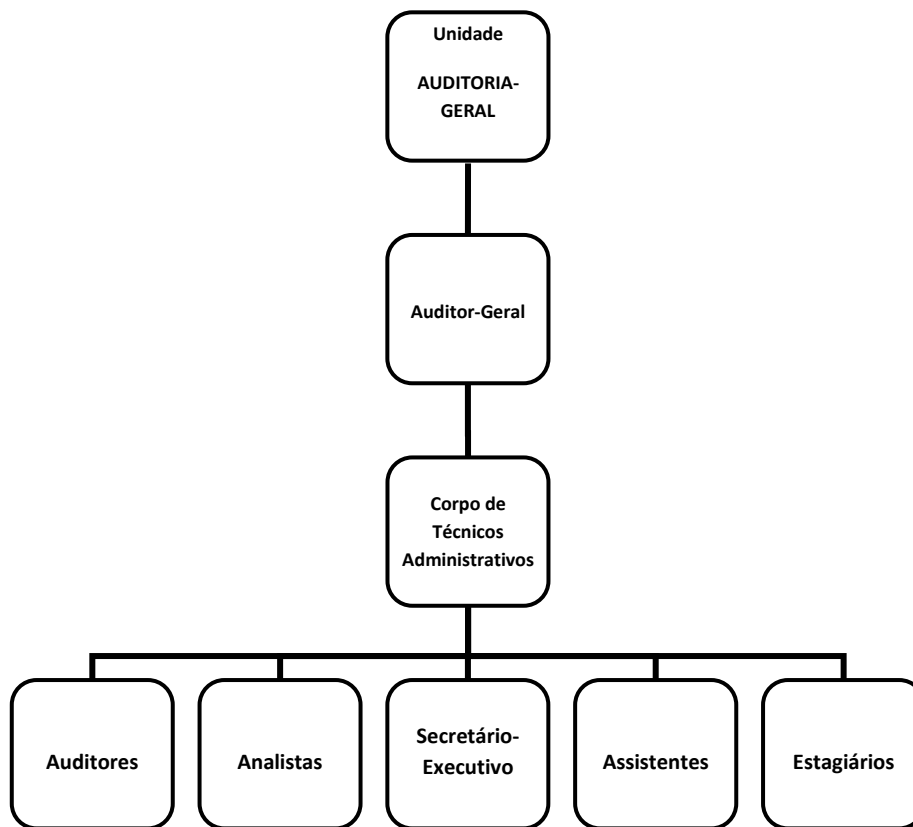 Unidade
AUDITORIA-
GERAL
Auditor-Geral
Corpo de
Técnicos
Administrativos
Auditores
Analistas
Secretário-
Executivo
Assistentes
Estagiários